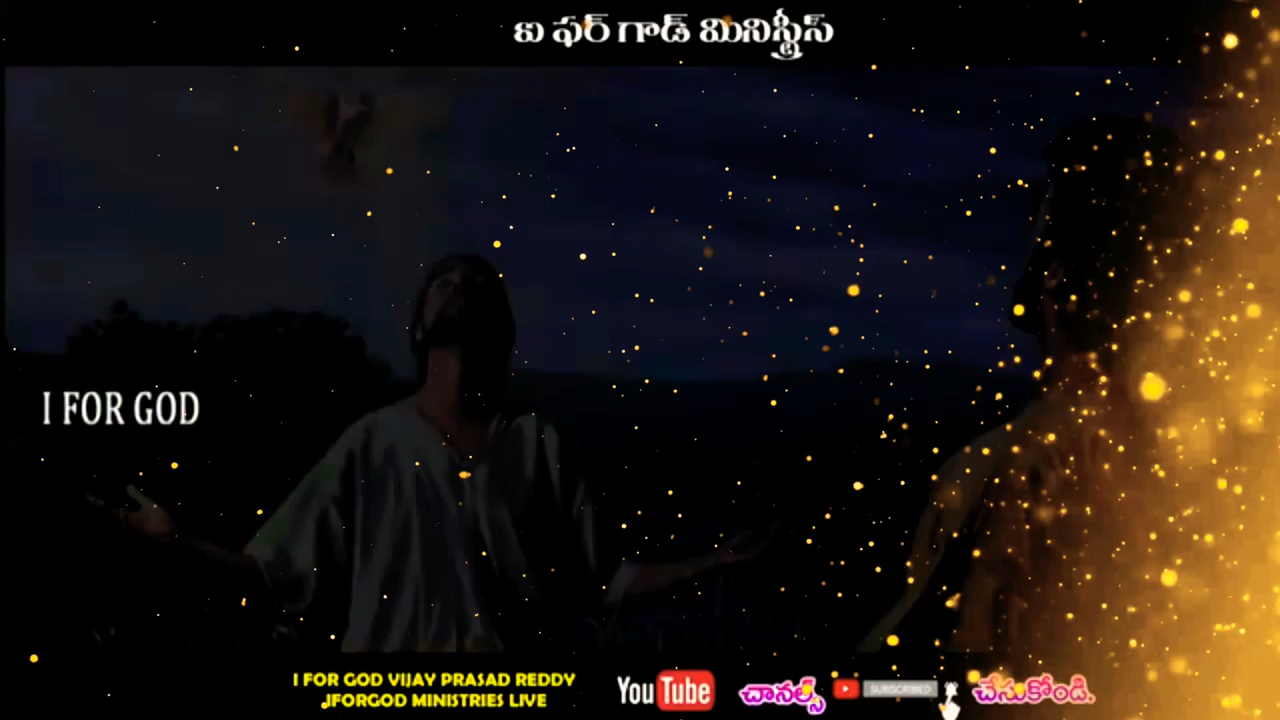 ఐ ఫర్ గాడ్ మినిస్ట్రీస్
I FOR GOD
I FOR GOD VIJAY PRASAD REDDY
IFORGOD MINISTRIES LIVE
YouTube చానల్స్ SUBSCRIBED చేసుకోండి.